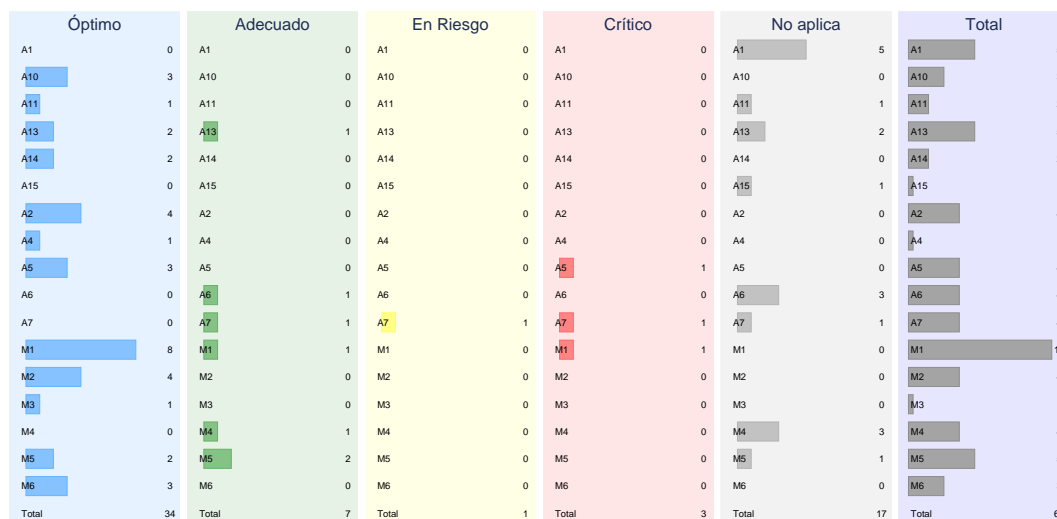 Óptimo Adecuado En Riesgo Crítico No aplica Total
A1 0 A1 0 A1 0 A1 0 A1 5 A1
A10 3 A10 0 A10 0 A10 0 A10 0 A10
A11 1 A11 0 A11 0 A11 0 A11 1 A11
A13 2 A13 1 A13 0 A13 0 A13 2 A13
A14 2 A14 0 A14 0 A14 0 A14 0 A14
A15 0 A15 0 A15 0 A15 0 A15 1 A15
A2 4 A2 0 A2 0 A2 0 A2 0 A2
A4 1 A4 0 A4 0 A4 0 A4 0 A4
A5 3 A5 0 A5 0 A5 1 A5 0 A5
A6 0 A6 1 A6 0 A6 0 A6 3 A6
A7 0 A7 1 A7 1 A7 1 A7 1 A7
M1 8 M1 1 M1 0 M1 1 M1 0 M1
M2 4 M2 0 M2 0 M2 0 M2 0 M2
M3 1 M3 0 M3 0 M3 0 M3 0 M3
M4 0 M4 1 M4 0 M4 0 M4 3 M4
M5 2 M5 2 M5 0 M5 0 M5 1 M5
M6 3 M6 0 M6 0 M6 0 M6 0 M6
Total 34 Total 7 Total 1 Total 3 Total 17 Total